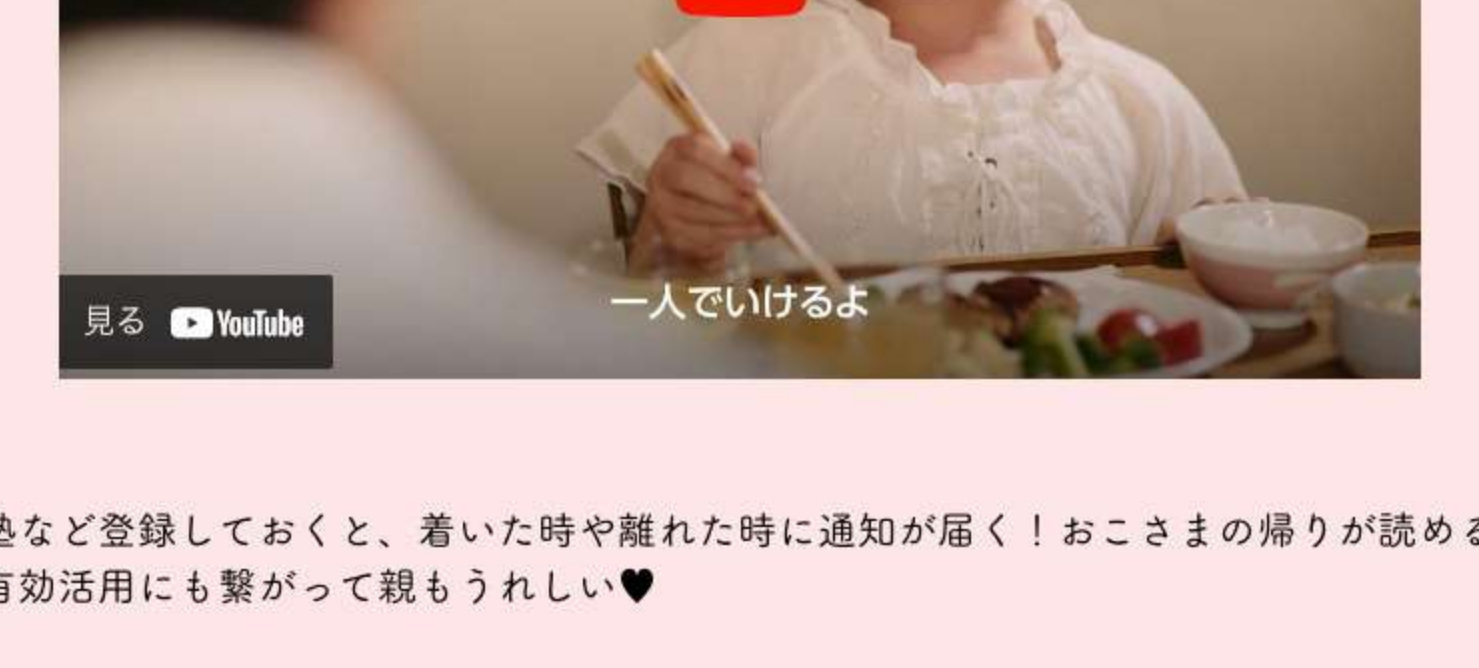 一人でいけるよ
見る YouTube
塾など登録しておくと、着いた時や離れた時に通知が届く！おこさまの帰りが読める
有効活用にも繋がって親もうれしい♥